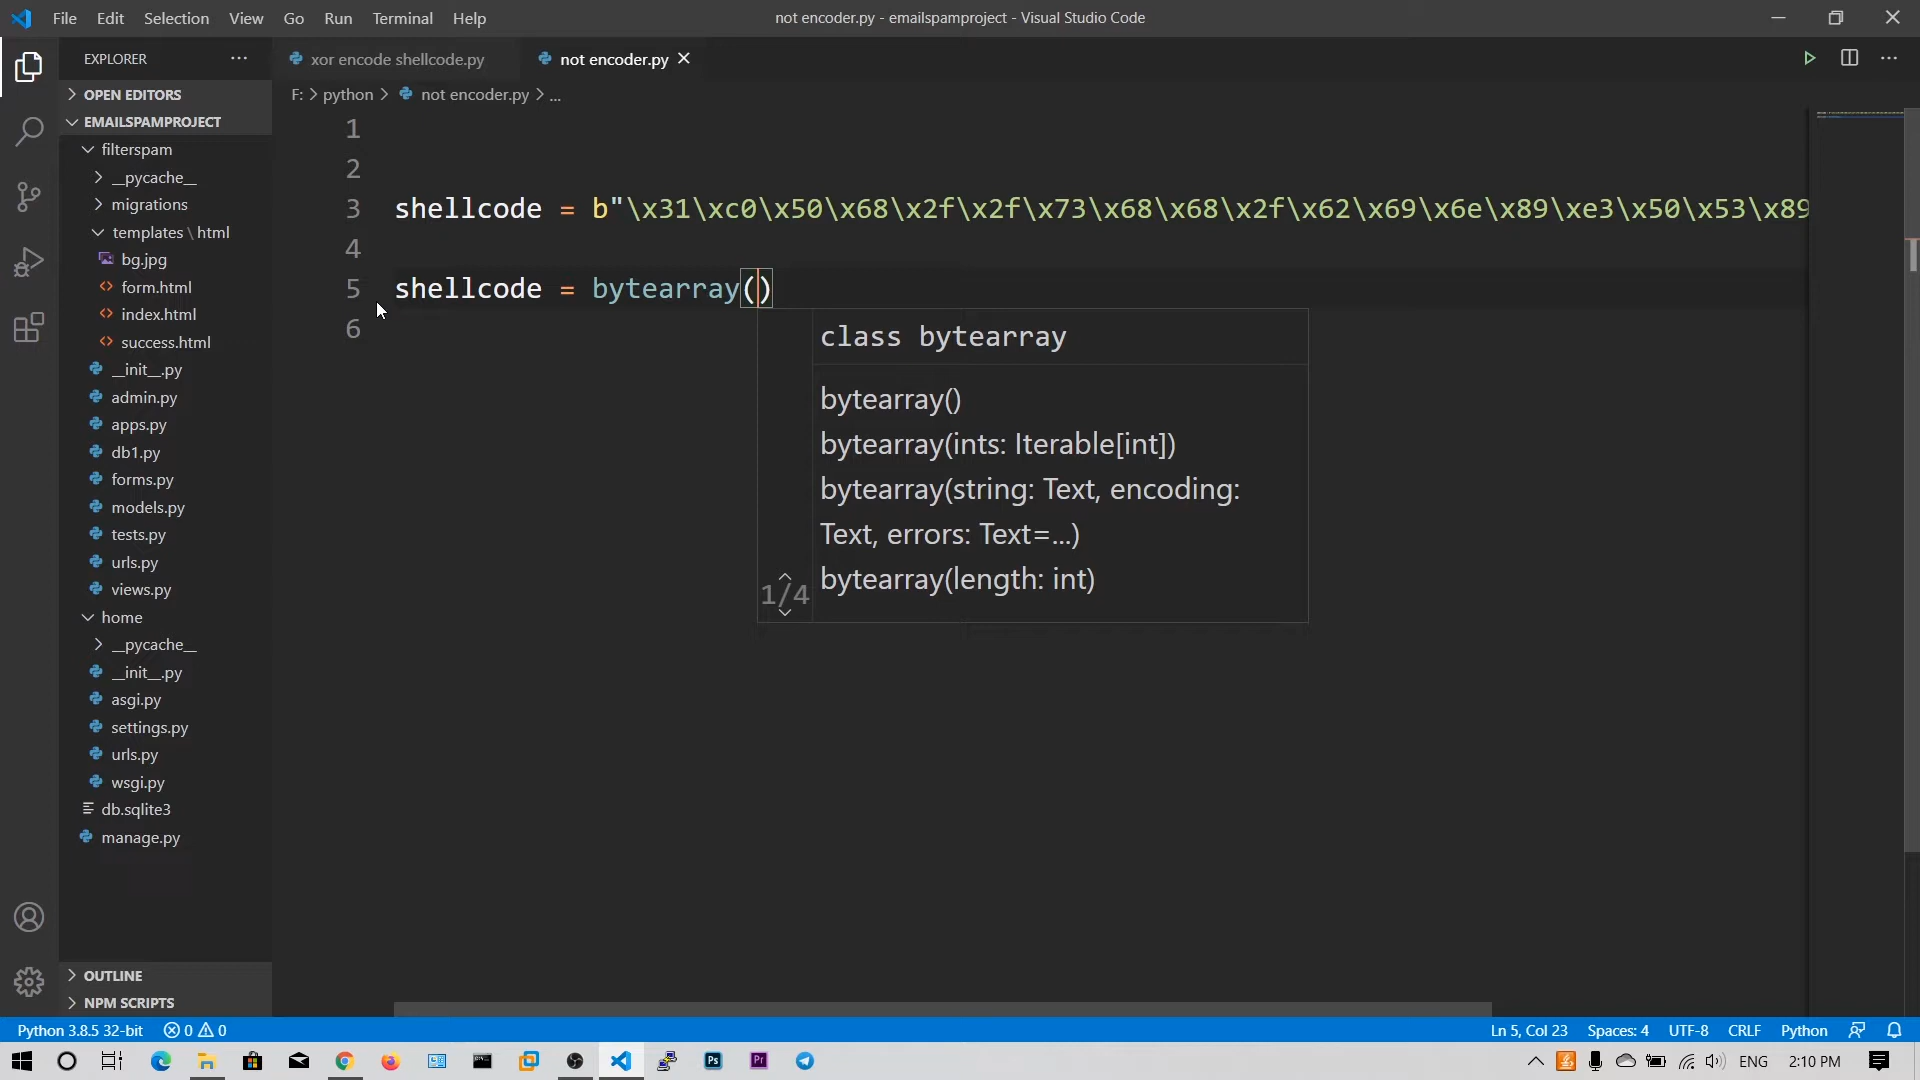 File Edit Selection View Go Run Terminal Help
not encoder.py - emailspamproject - Visual Studio Code
EXPLORER
xor encode shellcode.py
not encoder.py
OPEN EDITORS
F: > python > not encoder.py > ...
EMAILSPAMPROJECT
filterspam
__pycache__
migrations
templates \ html
bg.jpg
form.html
index.html
success.html
__init__.py
admin.py
apps.py
db1.py
forms.py
models.py
tests.py
urls.py
views.py
home
__pycache__
__init__.py
asgi.py
settings.py
urls.py
wsgi.py
db.sqlite3
manage.py
OUTLINE
NPM SCRIPTS
1
2
3 shellcode = b"\x31\xc0\x50\x68\x2f\x2f\x73\x68\x68\x2f\x62\x69\x6e\x89\xe3\x50\x53\x89
4
5 shellcode = bytearray()
6
class bytearray
bytearray()
bytearray(ints: Iterable[int])
bytearray(string: Text, encoding:
Text, errors: Text=...)
bytearray(length: int)
1/4
Python 3.8.5 32-bit 0 0
Ln 5, Col 23 Spaces: 4 UTF-8 CRLF Python
Ps Pr
ENG 2:10 PM